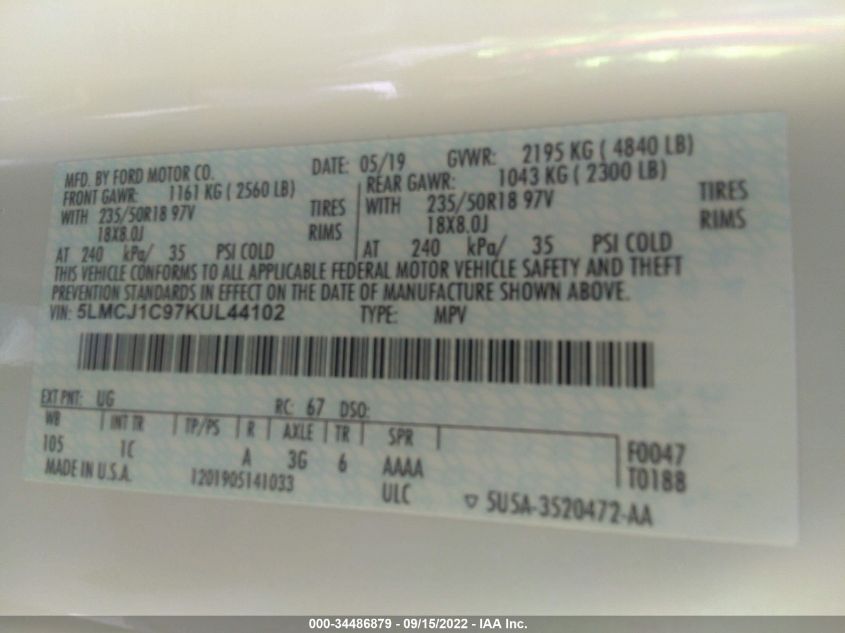 MFD. BY FORD MOTOR CO. DATE: 05/19 GVWR: 2195 KG ( 4840 LB)
FRONT GAWR: 1161 KG ( 2560 LB) REAR GAWR: 1043 KG ( 2300 LB)
WITH 235/50R18 97V TIRES WITH 235/50R18 97V TIRES
18X8.0J RIMS 18X8.0J RIMS
AT 240 kPa/ 35 PSI COLD AT 240 kPa/ 35 PSI COLD
THIS VEHICLE CONFORMS TO ALL APPLICABLE FEDERAL MOTOR VEHICLE SAFETY AND THEFT
PREVENTION STANDARDS IN EFFECT ON THE DATE OF MANUFACTURE SHOWN ABOVE.
VIN: 5LMCJ1C97KUL44102 TYPE: MPV
EXT PNT: UG RC: 67 DSO:
WB INT TR TP/PS R AXLE TR SPR
105 1C A 3G 6 AAAA F0047
MADE IN U.S.A. 1201905141033 ULC T0188
5U5A-3520472-AA
000-34486879 - 09/15/2022 - IAA Inc.